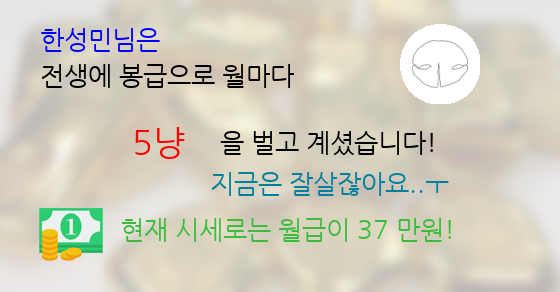 한성민님은
전생에 봉급으로 월마다
5냥 을 벌고 계셨습니다!
지금은 잘살잖아요..ㅜ
1
현재 시세로는 월급이 37 만원!